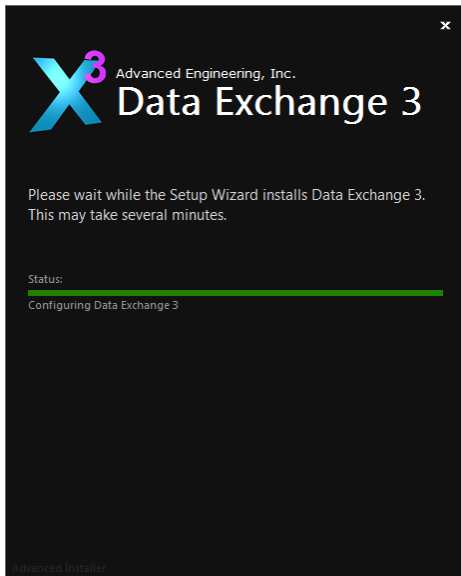 x
X3
Advanced Engineering, Inc.
Data Exchange 3
Please wait while the Setup Wizard installs Data Exchange 3.
This may take several minutes.
Status:
Configuring Data Exchange 3
Advanced Installer